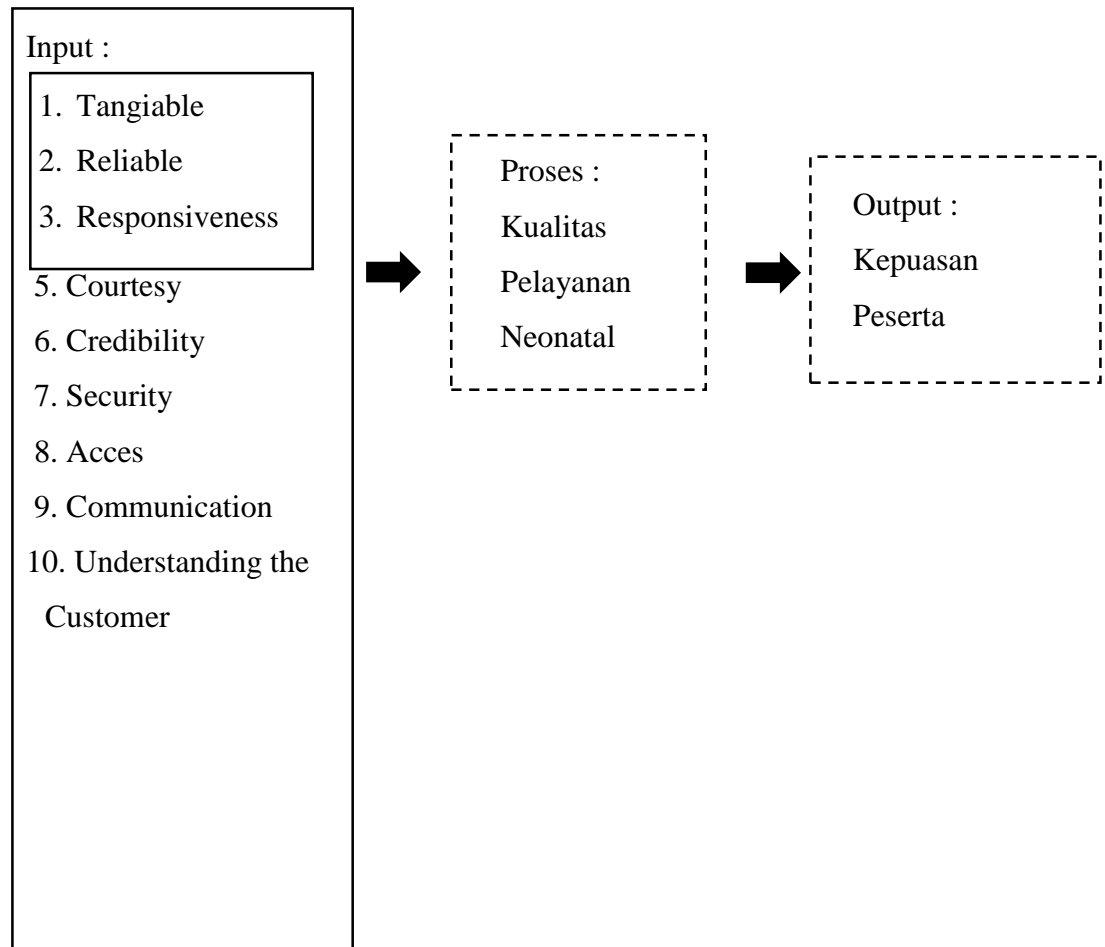 Input :
1. Tangiable
2. Reliable
3. Responsiveness
5. Courtesy
6. Credibility
7. Security
8. Acces
9. Communication
10. Understanding the
Customer
Proses :
Kualitas
Pelayanan
Neonatal
Output :
Kepuasan
Peserta